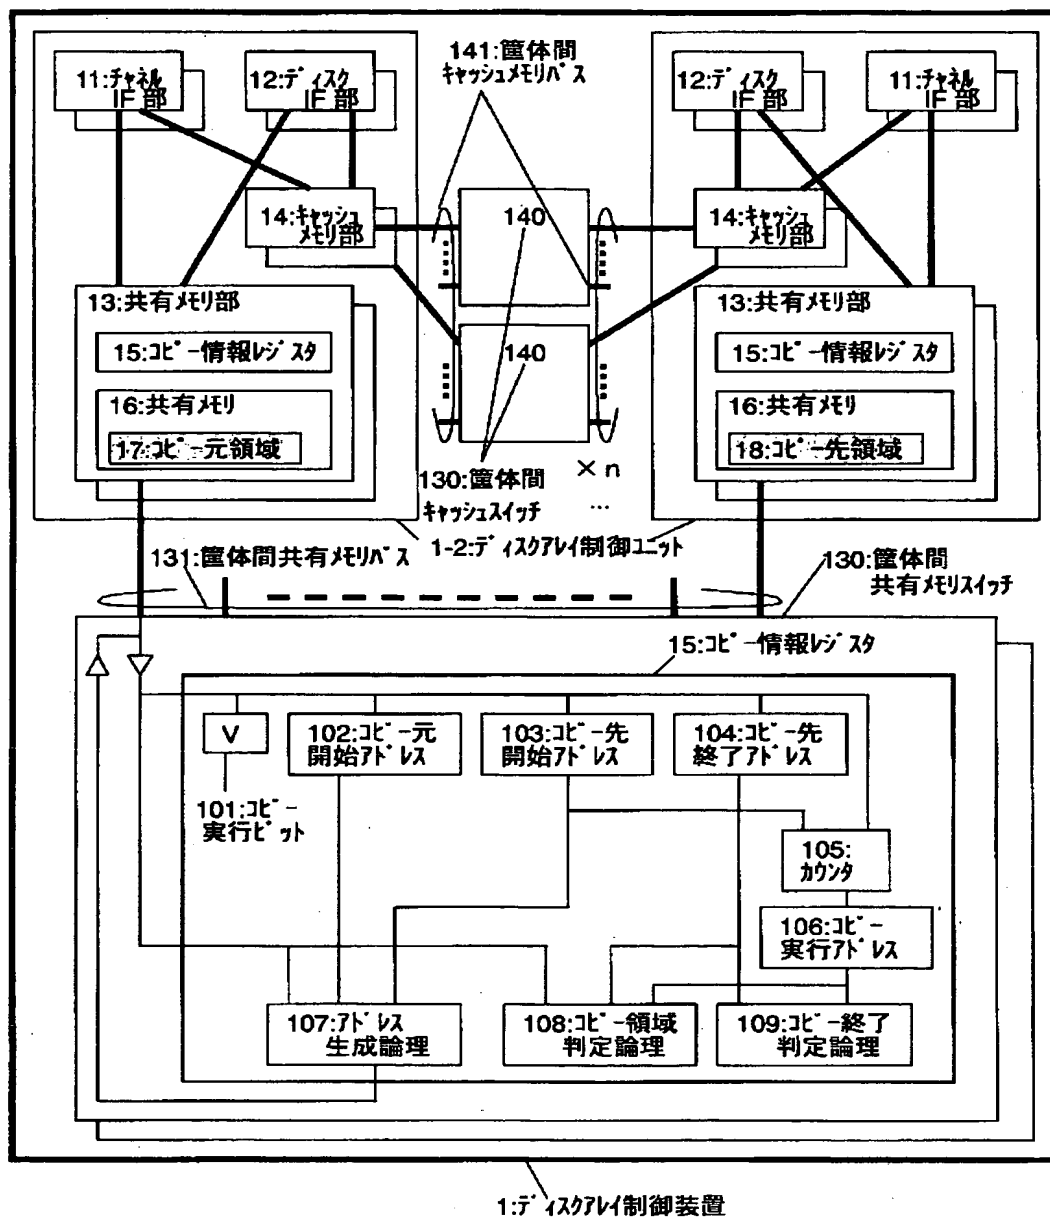 141:筐体間
キャッシュメモリパス
11:チャネル
IF部
12:ディスク
IF部
12:ディスク
IF部
11:チャネル
IF部
14:キャッシュ
メモリ部
140
14:キャッシュ
メモリ部
13:共有メモリ部
15:コピー情報レジスタ
16:共有メモリ
17:コピー元領域
140
13:共有メモリ部
15:コピー情報レジスタ
16:共有メモリ
18:コピー先領域
×n
…
130:筐体間
キャッシュスイッチ
1-2:ディスクアレイ制御ユニット
131:筐体間共有メモリパス
130:筐体間
共有メモリスイッチ
15:コピー情報レジスタ
V
102:コピー元
開始アドレス
103:コピー先
開始アドレス
104:コピー先
終了アドレス
101:コピー
実行ビット
105:
カウンタ
106:コピー
実行アドレス
107:アドレス
生成論理
108:コピー領域
判定論理
109:コピー終了
判定論理
1:ディスクアレイ制御装置